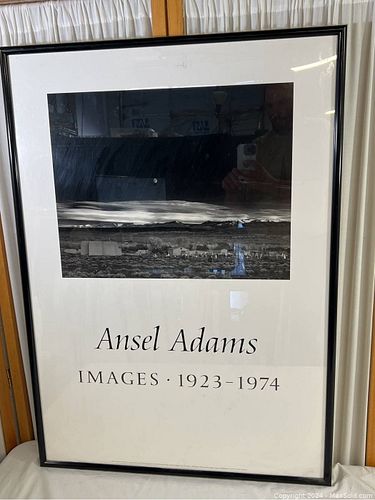 Ansel Adams
IMAGES · 1923-1974
Copyright 2024 - MaxSold.com